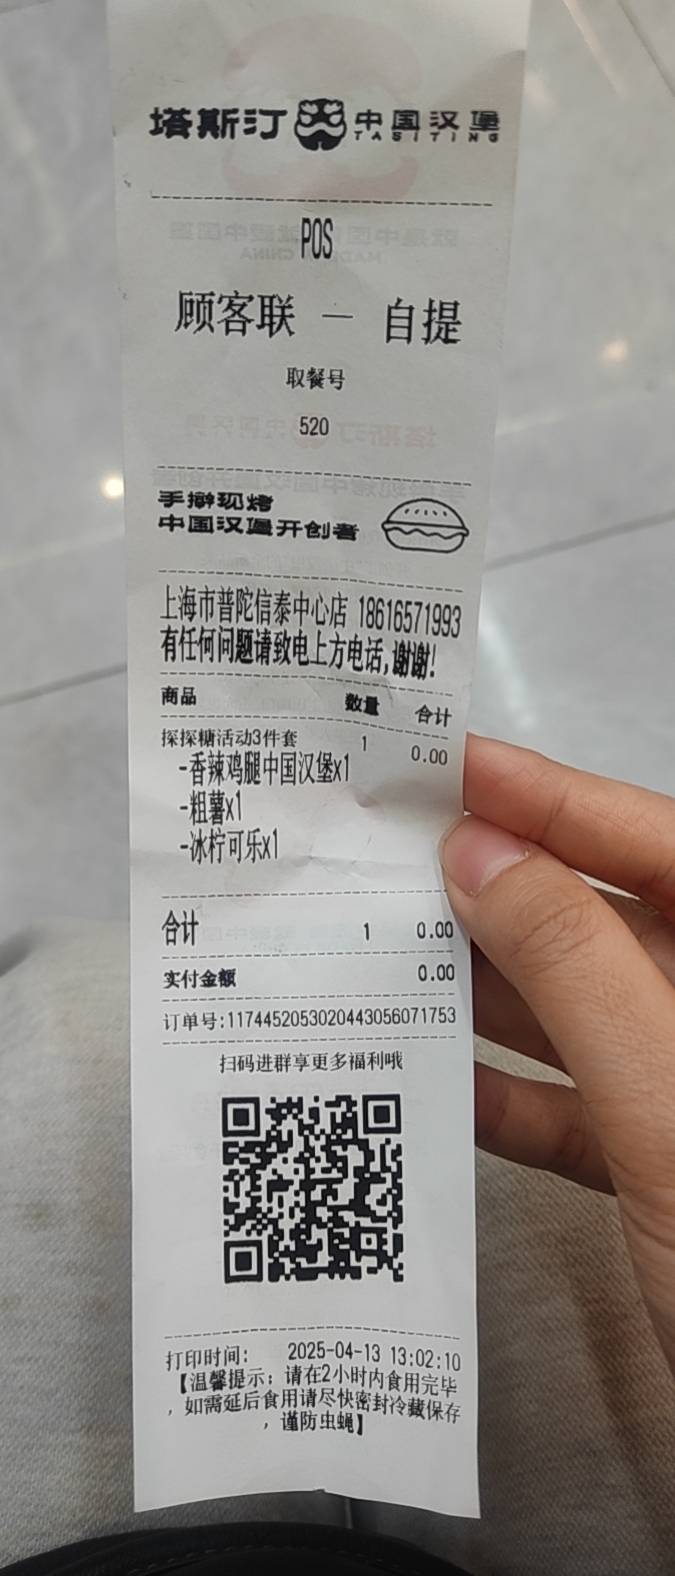 塔斯汀 中国汉堡
TASITING
POS
顾客联 — 自提
取餐号
520
手擀现烤
中国汉堡开创者
上海市普陀信泰中心店 18616571993
有任何问题请致电上方电话,谢谢!
商品 数量 合计
探探糖活动3件套 1 0.00
-香辣鸡腿中国汉堡x1
-粗薯x1
-冰柠可乐x1
合计 1 0.00
实付金额 0.00
订单号:1174452053020443056071753
扫码进群享更多福利哦
打印时间: 2025-04-13 13:02:10
【温馨提示:请在2小时内食用完毕
,如需延后食用请尽快密封冷藏保存
,谨防虫蝇】